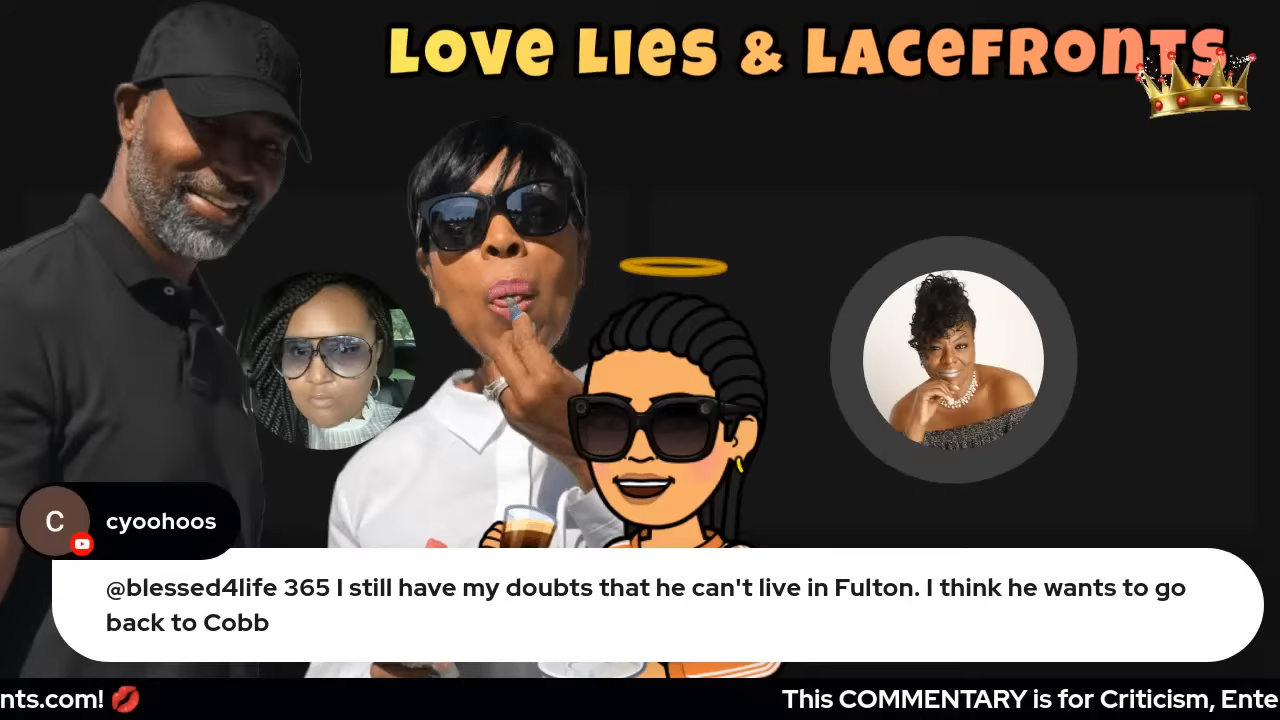 LOVE LIES & LACEFRONTS
C
cyoohoos
@blessed4life 365 I still have my doubts that he can't live in Fulton. I think he wants to go
back to Cobb
nts.com! 💋 This COMMENTARY is for Criticism, Ente